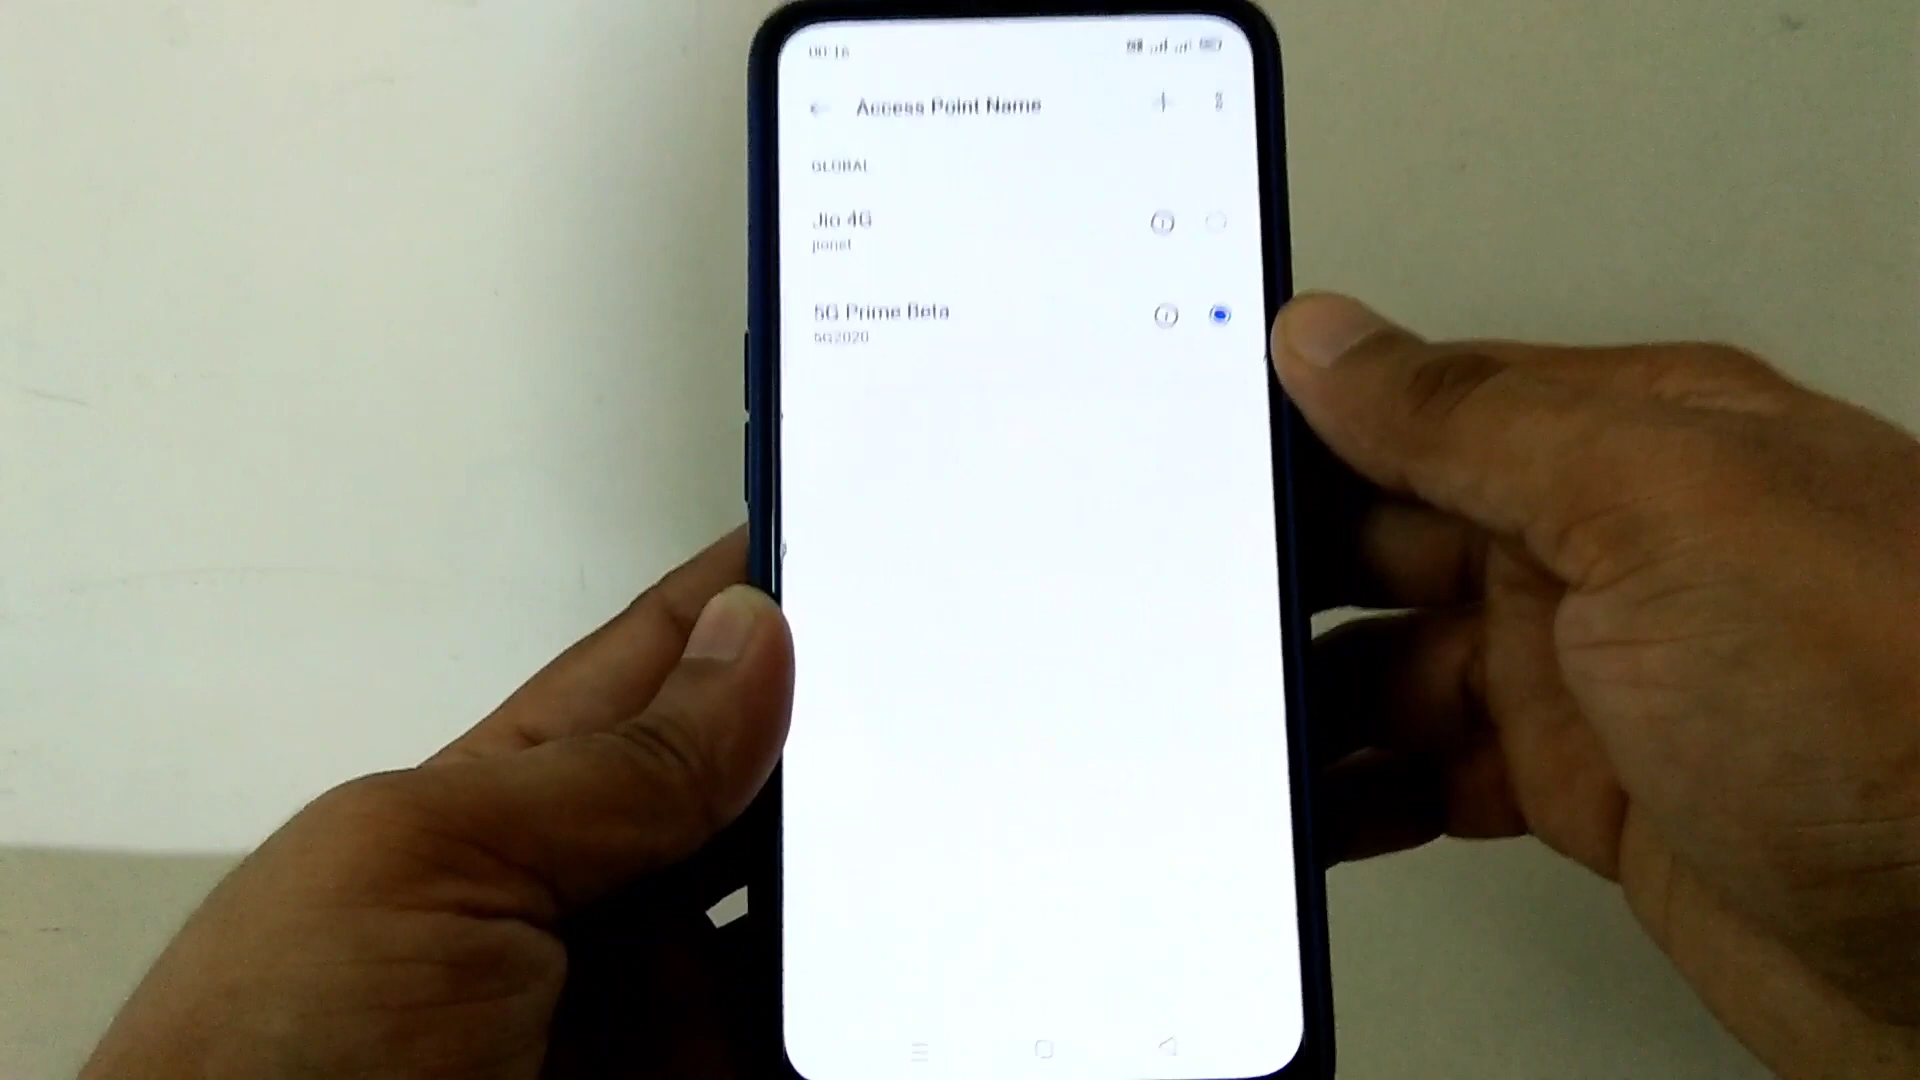 00:16
Access Point Name
GLOBAL
Jio 4G
jionet
5G Prime Beta
5G2020